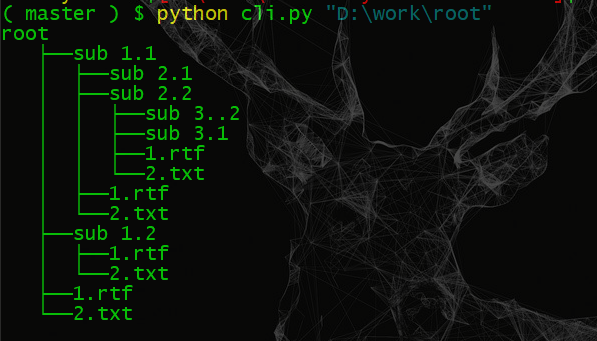 ( master ) $ python cli.py "D:\work\root"
root
├──sub 1.1
│  ├──sub 2.1
│  ├──sub 2.2
│  │  ├──sub 3..2
│  │  ├──sub 3.1
│  │  ├──1.rtf
│  │  └──2.txt
│  ├──1.rtf
│  └──2.txt
├──sub 1.2
│  ├──1.rtf
│  └──2.txt
├──1.rtf
└──2.txt